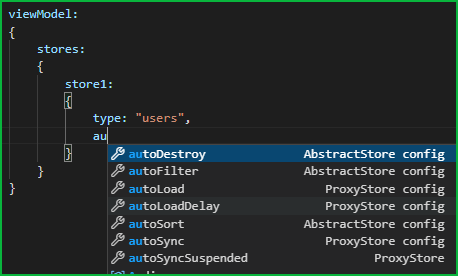 viewModel:
{
stores:
{
store1:
{
type: "users",
au
autoDestroy AbstractStore config
} autoFilter AbstractStore config
} autoLoad ProxyStore config
} autoLoadDelay ProxyStore config
autoSort AbstractStore config
autoSync ProxyStore config
autoSyncSuspended ProxyStore